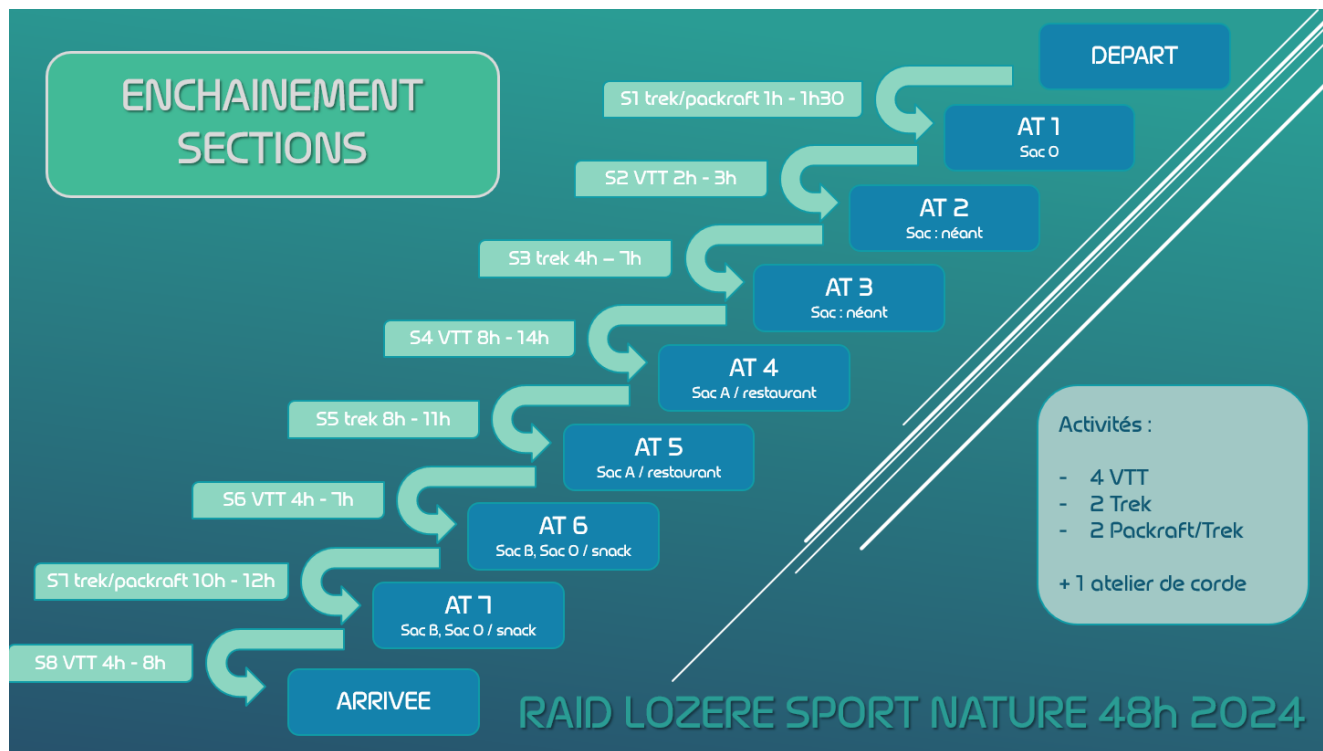 ENCHAINEMENT
SECTIONS
DEPART
S1 trek/packraft 1h - 1h30
AT 1
Sac O
S2 VTT 2h - 3h
AT 2
Sac : néant
S3 trek 4h – 7h
AT 3
Sac : néant
S4 VTT 8h - 14h
AT 4
Sac A / restaurant
S5 trek 8h - 11h
AT 5
Sac A / restaurant
S6 VTT 4h - 7h
AT 6
Sac B, Sac O / snack
S7 trek/packraft 10h - 12h
AT 7
Sac B, Sac O / snack
S8 VTT 4h - 8h
ARRIVEE
Activités :
- 4 VTT
- 2 Trek
- 2 Packraft/Trek
+ 1 atelier de corde
RAID LOZERE SPORT NATURE 48h 2024